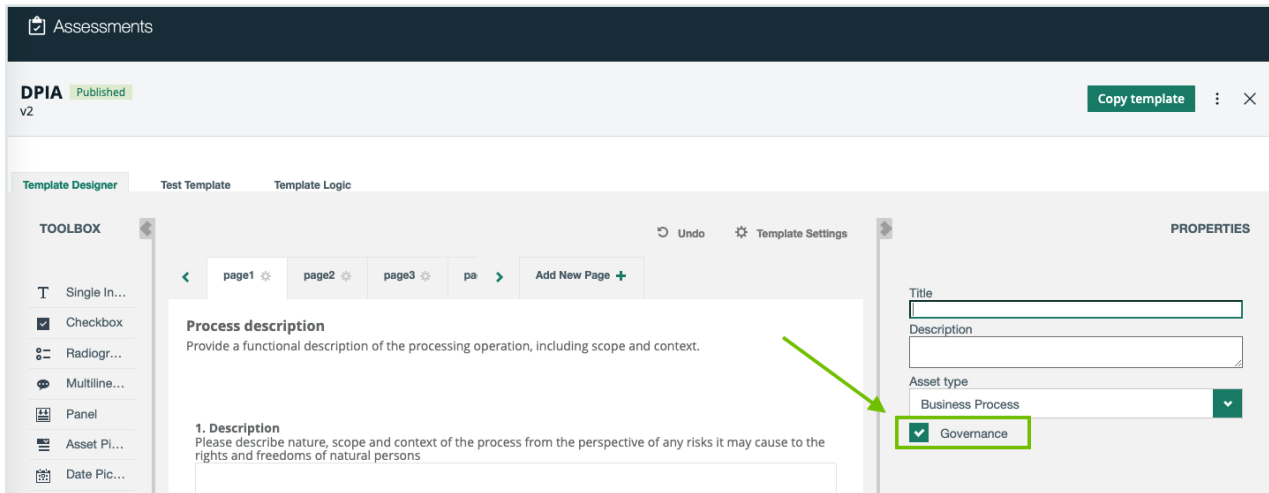 Assessments
DPIA Published
v2
Copy template
Template Designer Test Template Template Logic
TOOLBOX
Undo Template Settings
PROPERTIES
page1 page2 page3 pa Add New Page
Single In...
Checkbox
Radiogr...
Multiline...
Panel
Asset Pi...
Date Pic...
Process description
Provide a functional description of the processing operation, including scope and context.
1. Description
Please describe nature, scope and context of the process from the perspective of any risks it may cause to the
rights and freedoms of natural persons
Title
Description
Asset type
Business Process
Governance